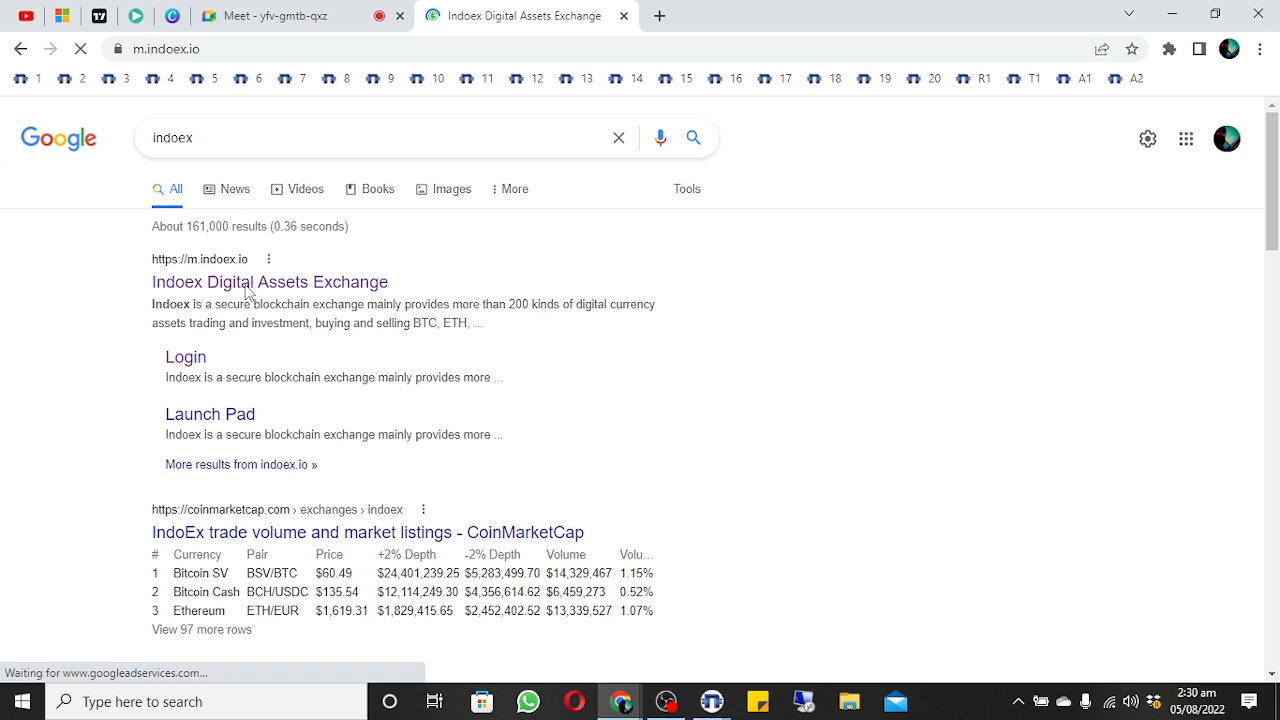 Meet - yfv-gmtb-qxz
Indoex Digital Assets Exchange
m.indoex.io
1 2 3 4 5 6 7 8 9 10 11 12 13 14 15 16 17 18 19 20 R1 T1 A1 A2
Google
indoex
All News Videos Books Images More Tools
About 161,000 results (0.36 seconds)
https://m.indoex.io
Indoex Digital Assets Exchange
Indoex is a secure blockchain exchange mainly provides more than 200 kinds of digital currency
assets trading and investment, buying and selling BTC, ETH, ...
Login
Indoex is a secure blockchain exchange mainly provides more ...
Launch Pad
Indoex is a secure blockchain exchange mainly provides more ...
More results from indoex.io »
https://coinmarketcap.com › exchanges › indoex
IndoEx trade volume and market listings - CoinMarketCap
# Currency Pair Price +2% Depth -2% Depth Volume Volu...
1 Bitcoin SV BSV/BTC $60.49 $24,401,239.25 $5,283,499.70 $14,329,467 1.15%
2 Bitcoin Cash BCH/USDC $135.54 $12,114,249.30 $4,356,614.62 $6,459,273 0.52%
3 Ethereum ETH/EUR $1,619.31 $1,829,415.65 $2,452,402.52 $13,339,527 1.07%
View 97 more rows
Waiting for www.googleadservices.com...
Type here to search
2:30 am
05/08/2022